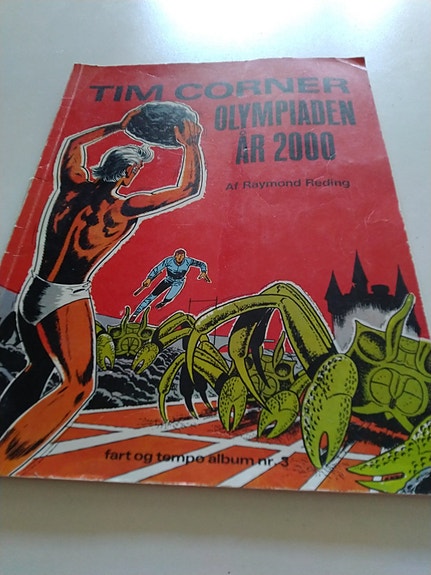 TIM CORNER
OLYMPIADEN
ÅR 2000
Af Raymond Reding
fart og tempo album nr. 3